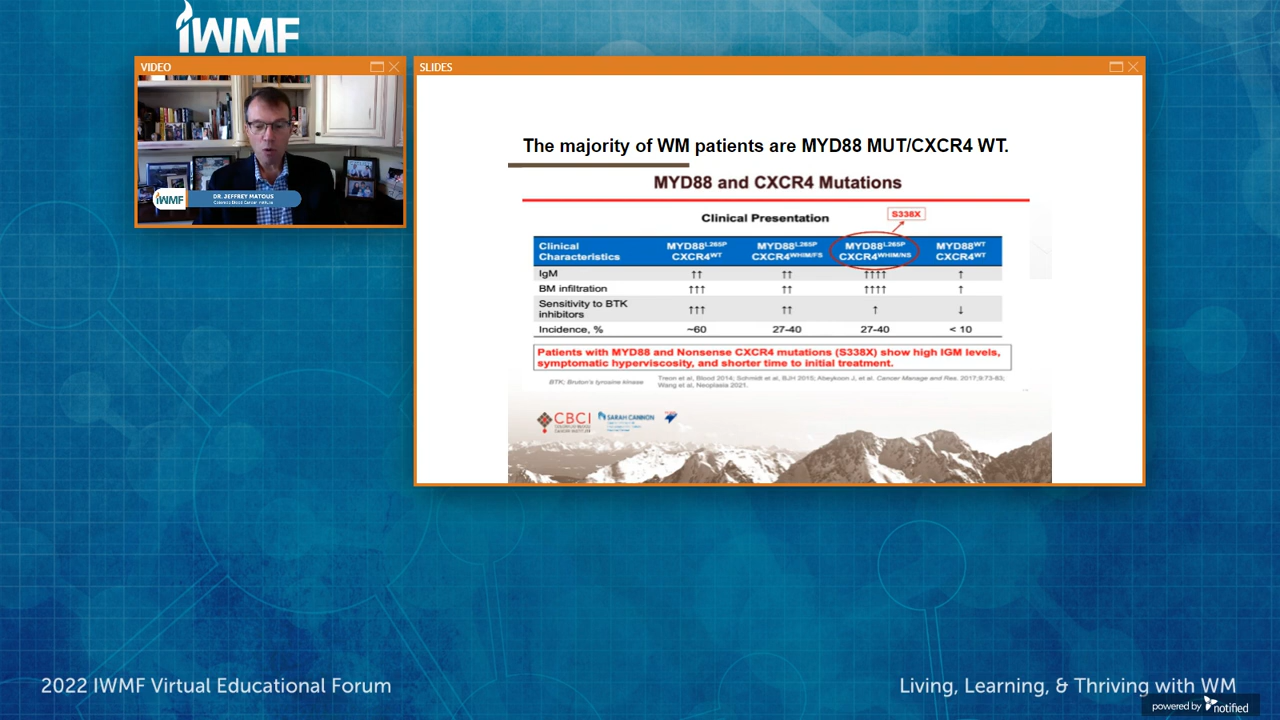 IWMF
VIDEO
SLIDES
IWMF
DR. JEFFREY MATOUS
Colorado Blood Cancer Institute
The majority of WM patients are MYD88 MUT/CXCR4 WT.
MYD88 and CXCR4 Mutations
Clinical Presentation
S338X
Clinical Characteristics MYD88L265P CXCR4WT MYD88L265P CXCR4WHIM/FS MYD88L265P CXCR4WHIM/NS MYD88WT CXCR4WT
IgM ↑↑ ↑↑ ↑↑↑↑ ↑
BM infiltration ↑↑↑ ↑↑ ↑↑↑↑ ↑
Sensitivity to BTK inhibitors ↑↑↑ ↑↑ ↑ ↓
Incidence, % ~60 27-40 27-40 < 10
Patients with MYD88 and Nonsense CXCR4 mutations (S338X) show high IGM levels,
symptomatic hyperviscosity, and shorter time to initial treatment.
BTK; Bruton's tyrosine kinase
Treon et al, Blood 2014; Schmidt et al, BJH 2015; Abeykoon J, et al. Cancer Manage and Res. 2017;9:73-83;
Wang et al, Neoplasia 2021.
CBCI
COLORADO BLOOD
CANCER INSTITUTE
SARAH CANNON
2022 IWMF Virtual Educational Forum
Living, Learning, & Thriving with WM
powered by notified